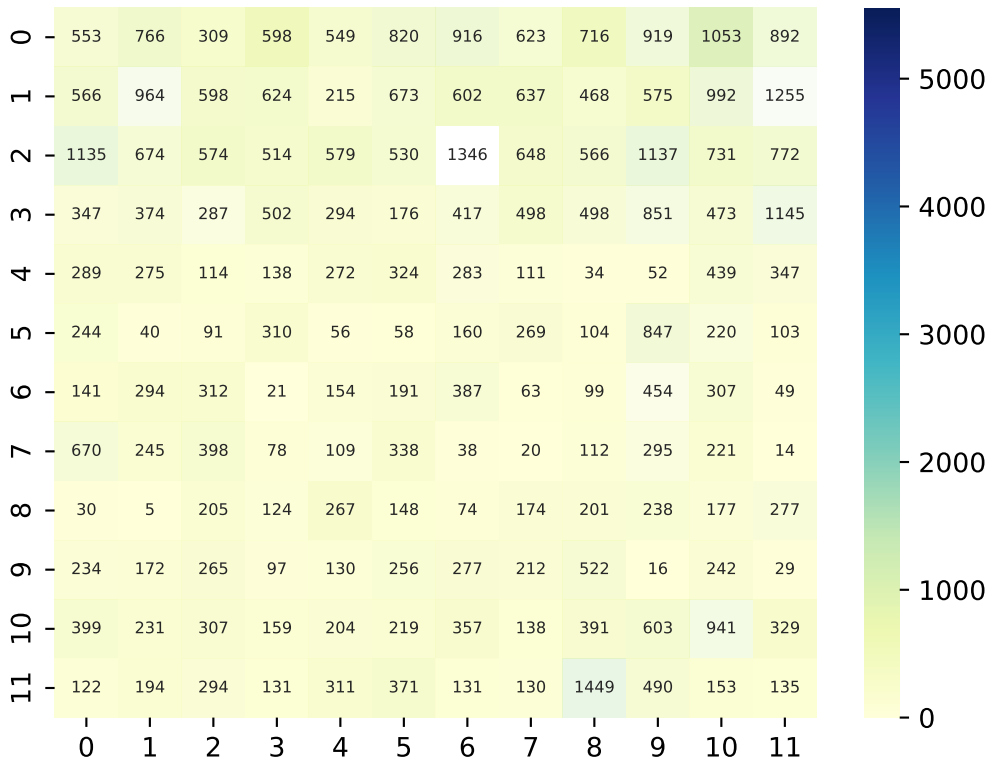 0 553 766 309 598 549 820 916 623 716 919 1053 892
1 566 964 598 624 215 673 602 637 468 575 992 1255
2 1135 674 574 514 579 530 1346 648 566 1137 731 772
3 347 374 287 502 294 176 417 498 498 851 473 1145
4 289 275 114 138 272 324 283 111 34 52 439 347
5 244 40 91 310 56 58 160 269 104 847 220 103
6 141 294 312 21 154 191 387 63 99 454 307 49
7 670 245 398 78 109 338 38 20 112 295 221 14
8 30 5 205 124 267 148 74 174 201 238 177 277
9 234 172 265 97 130 256 277 212 522 16 242 29
10 399 231 307 159 204 219 357 138 391 603 941 329
11 122 194 294 131 311 371 131 130 1449 490 153 135
0 1 2 3 4 5 6 7 8 9 10 11
5000
4000
3000
2000
1000
0